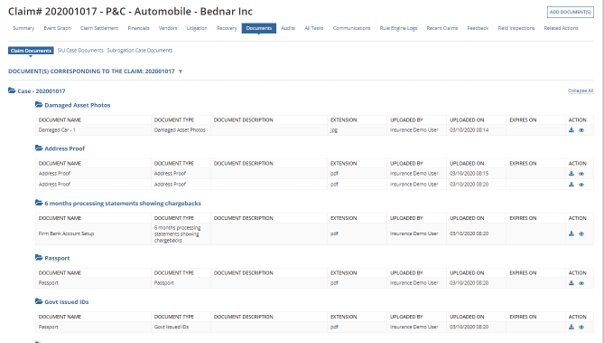 Claim# 202001017 - P&C - Automobile - Bednar Inc
ADD DOCUMENT(S)
Summary Event Graph Claim Settlement Financials Vendors Litigation Recovery Documents Audits All Tasks Communications Rule Engine Logs Recent Claims Feedback Field Inspections Related Actions
Claim Documents SIU Case Documents Subrogation Case Documents
DOCUMENT(S) CORRESPONDING TO THE CLAIM: 202001017
Case - 202001017 Collapse All
Damaged Asset Photos
DOCUMENT NAME DOCUMENT TYPE DOCUMENT DESCRIPTION EXTENSION UPLOADED BY UPLOADED ON EXPIRES ON ACTION
Damaged Car - 1 Damaged Asset Photos jpg Insurance Demo User 03/10/2020 08:14
Address Proof
DOCUMENT NAME DOCUMENT TYPE DOCUMENT DESCRIPTION EXTENSION UPLOADED BY UPLOADED ON EXPIRES ON ACTION
Address Proof Address Proof pdf Insurance Demo User 03/10/2020 08:15
Address Proof Address Proof pdf Insurance Demo User 03/10/2020 08:20
6 months processing statements showing chargebacks
DOCUMENT NAME DOCUMENT TYPE DOCUMENT DESCRIPTION EXTENSION UPLOADED BY UPLOADED ON EXPIRES ON ACTION
Firm Bank Account Setup 6 months processing statements showing chargebacks pdf Insurance Demo User 03/10/2020 08:20
Passport
DOCUMENT NAME DOCUMENT TYPE DOCUMENT DESCRIPTION EXTENSION UPLOADED BY UPLOADED ON EXPIRES ON ACTION
Passport Passport pdf Insurance Demo User 03/10/2020 08:20
Govt Issued IDs
DOCUMENT NAME DOCUMENT TYPE DOCUMENT DESCRIPTION EXTENSION UPLOADED BY UPLOADED ON EXPIRES ON ACTION
Passport Govt Issued IDs pdf Insurance Demo User 03/10/2020 08:20